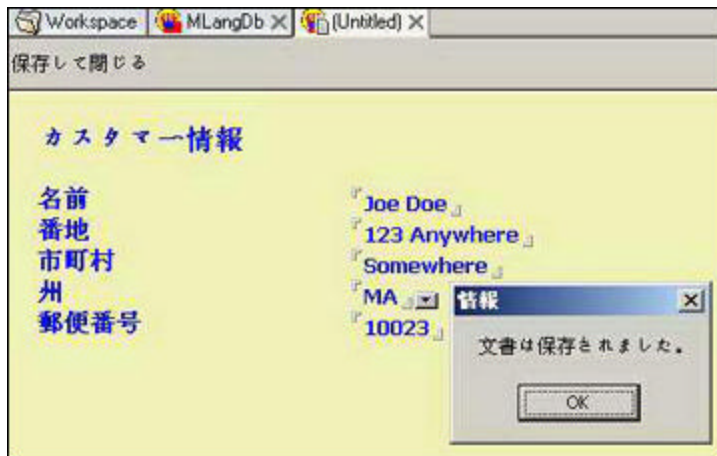 Workspace MLangDb (Untitled)
保存して閉じる
カスタマー情報
名前 Joe Doe
番地 123 Anywhere
市町村 Somewhere
州 MA
郵便番号 10023
情報
文書は保存されました。
OK